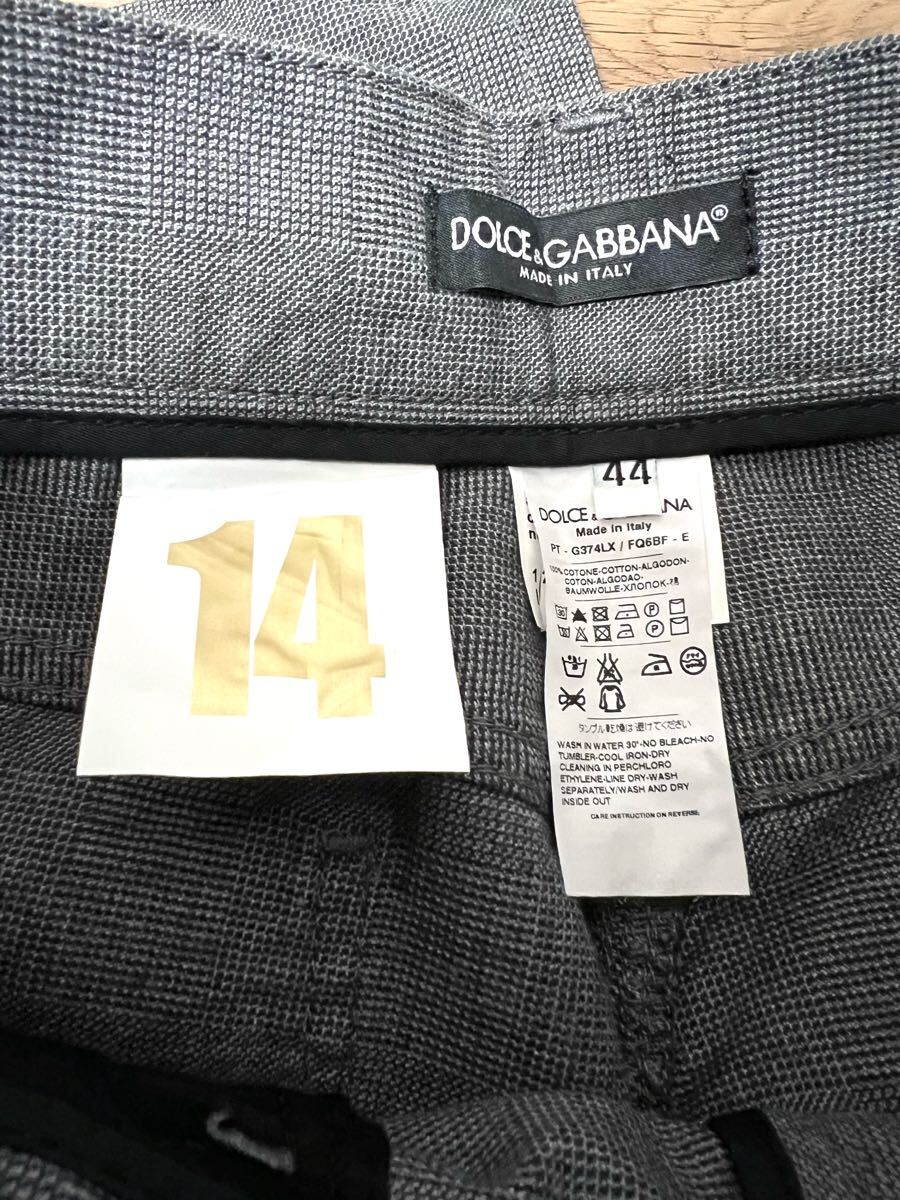 DOLCE&GABBANA®
MADE IN ITALY
14
44
DOLCE &
Made in Italy
PT - G374LX / FQ6BF - E
100% COTONE-COTTON-ALGODON-
COTON-ALGODAO-
BAUMWOLLE-ХЛОПОК-棉
タンブル乾燥は避けてください
WASH IN WATER 30°-NO BLEACH-NO
TUMBLER-COOL IRON-DRY
CLEANING IN PERCHLORO
ETHYLENE-LINE DRY-WASH
SEPARATELY/WASH AND DRY
INSIDE OUT
CARE INSTRUCTION ON REVERSE